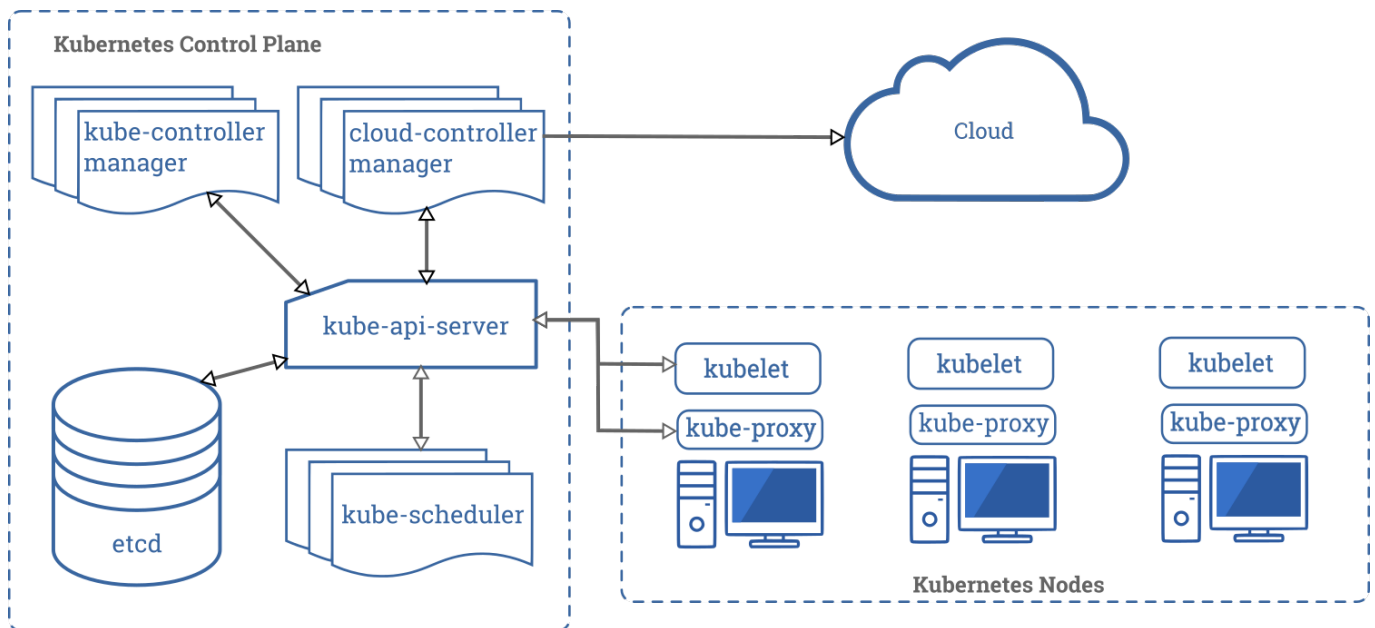 Kubernetes Control Plane
kube-controller
manager
cloud-controller
manager
Cloud
kube-api-server
kubelet
kubelet
kubelet
kube-proxy
kube-proxy
kube-proxy
kube-scheduler
etcd
Kubernetes Nodes